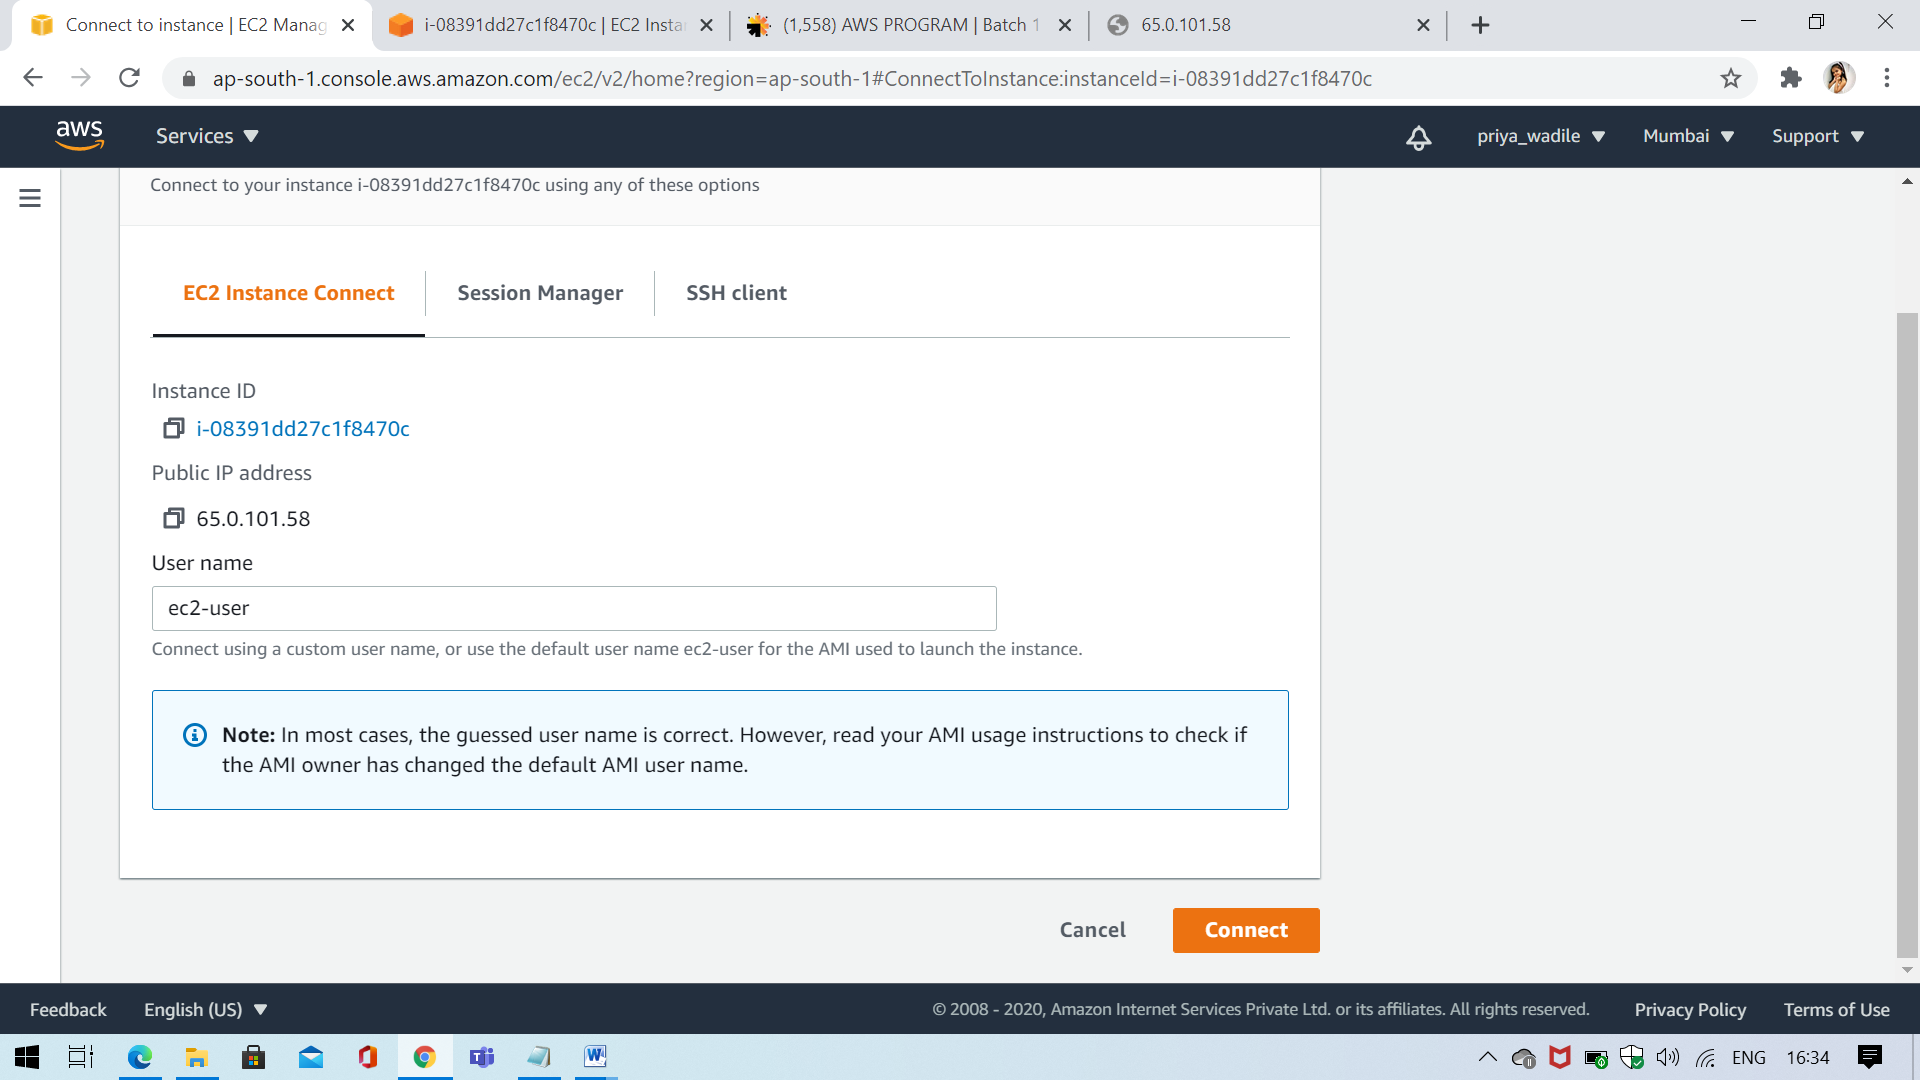 Connect to instance | EC2 Manag
i-08391dd27c1f8470c | EC2 Insta
(1,558) AWS PROGRAM | Batch 1
65.0.101.58
ap-south-1.console.aws.amazon.com/ec2/v2/home?region=ap-south-1#ConnectToInstance:instanceId=i-08391dd27c1f8470c
aws
Services
priya_wadile
Mumbai
Support
Connect to your instance i-08391dd27c1f8470c using any of these options
EC2 Instance Connect
Session Manager
SSH client
Instance ID
i-08391dd27c1f8470c
Public IP address
65.0.101.58
User name
ec2-user
Connect using a custom user name, or use the default user name ec2-user for the AMI used to launch the instance.
Note: In most cases, the guessed user name is correct. However, read your AMI usage instructions to check if
the AMI owner has changed the default AMI user name.
Cancel
Connect
Feedback
English (US)
© 2008 - 2020, Amazon Internet Services Private Ltd. or its affiliates. All rights reserved.
Privacy Policy
Terms of Use
ENG
16:34